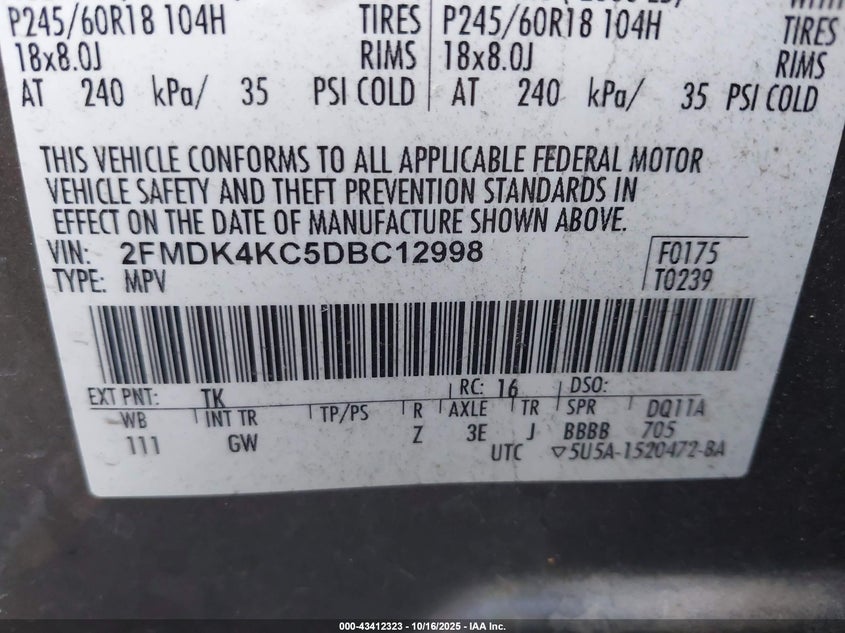 P245/60R18 104H TIRES P245/60R18 104H TIRES
18x8.0J RIMS 18x8.0J RIMS
AT 240 kPa/ 35 PSI COLD AT 240 kPa/ 35 PSI COLD
THIS VEHICLE CONFORMS TO ALL APPLICABLE FEDERAL MOTOR
VEHICLE SAFETY AND THEFT PREVENTION STANDARDS IN
EFFECT ON THE DATE OF MANUFACTURE SHOWN ABOVE.
VIN: 2FMDK4KC5DBC12998 F0175
TYPE: MPV T0239
EXT PNT: TK RC: 16 DSO:
WB INT TR TP/PS R AXLE TR SPR DQ11A
111 GW Z 3E J BBBB 705
UTC ▽5U5A-1520472-BA
000-43412323 - 10/16/2025 - IAA Inc.